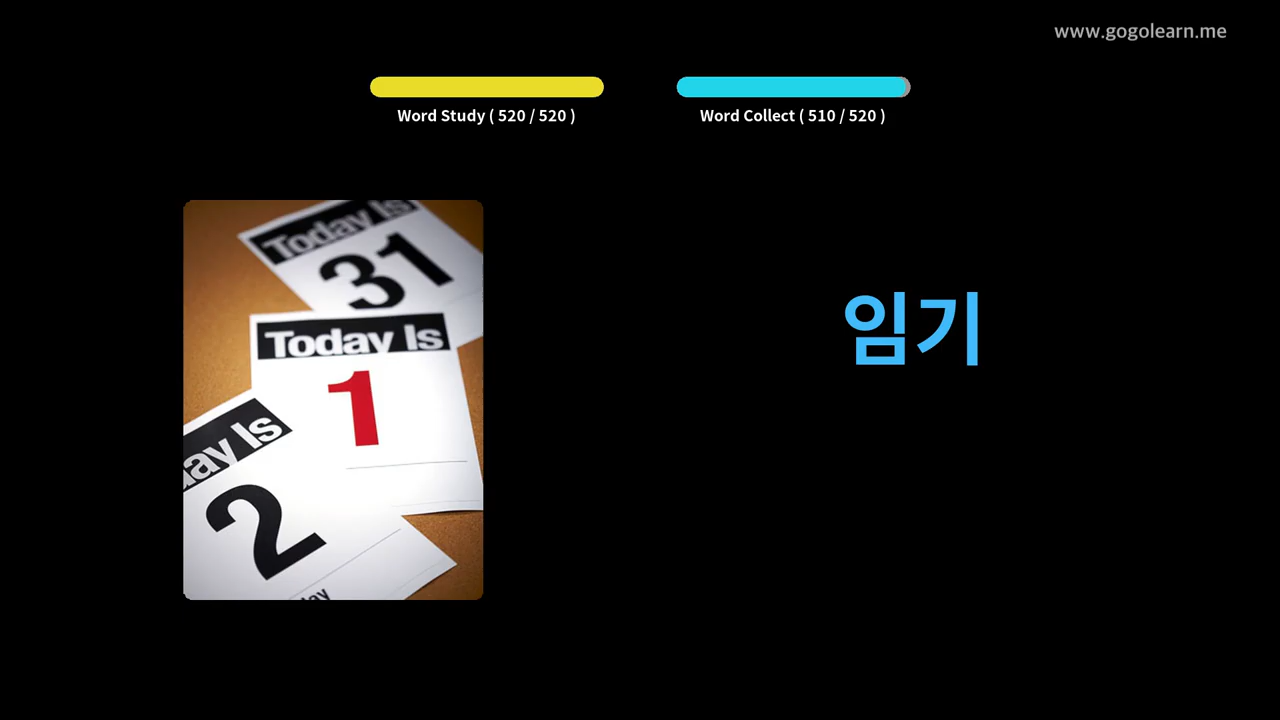 www.gogolearn.me
Word Study ( 520 / 520 )
Word Collect ( 510 / 520 )
Today Is
31
Today Is
1
ay Is
2
임기